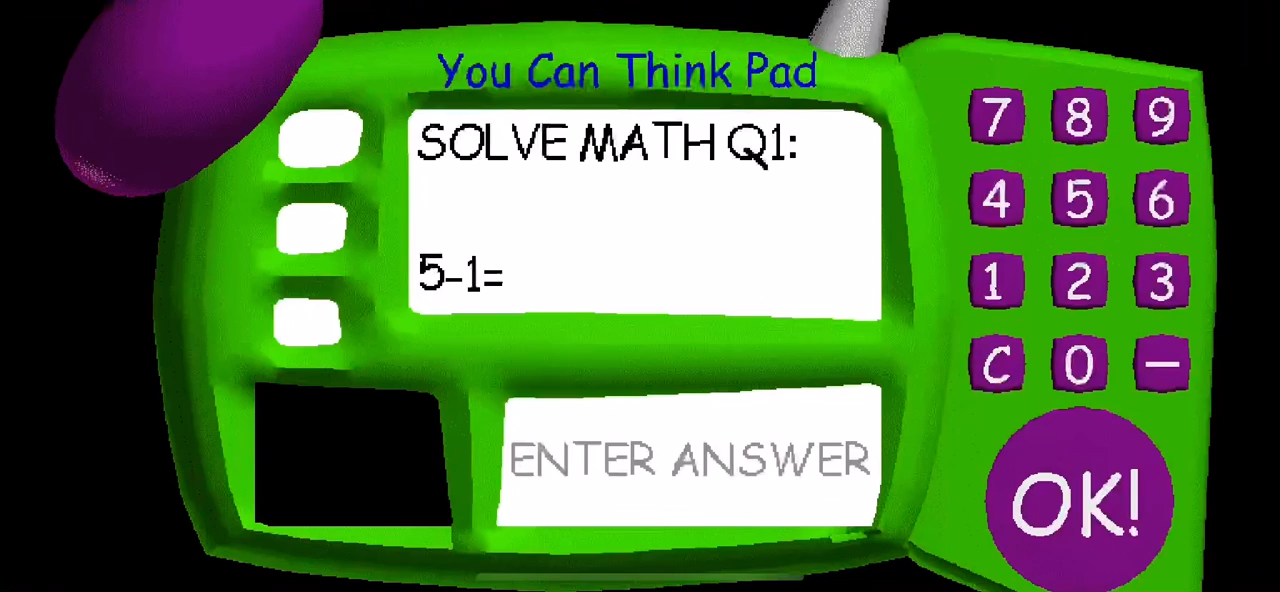 You Can Think Pad
SOLVE MATH Q1:
5-1=
ENTER ANSWER
7 8 9
4 5 6
1 2 3
C 0 −
OK!